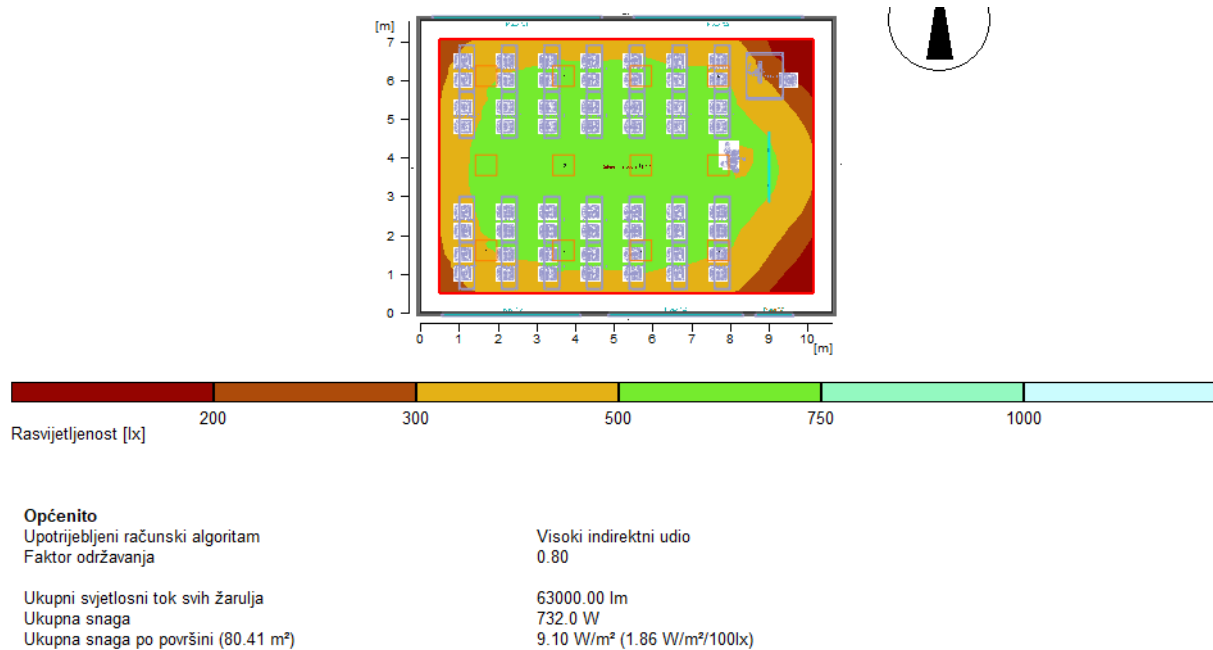 [m]
7
6
5
4
3
2
1
0
0 1 2 3 4 5 6 7 8 9 10
[m]
200 300 500 750 1000
Rasvijetljenost [lx]
Općenito
Upotrijebljeni računski algoritam Visoki indirektni udio
Faktor održavanja 0.80
Ukupni svjetlosni tok svih žarulja 63000.00 lm
Ukupna snaga 732.0 W
Ukupna snaga po površini (80.41 m²) 9.10 W/m² (1.86 W/m²/100lx)